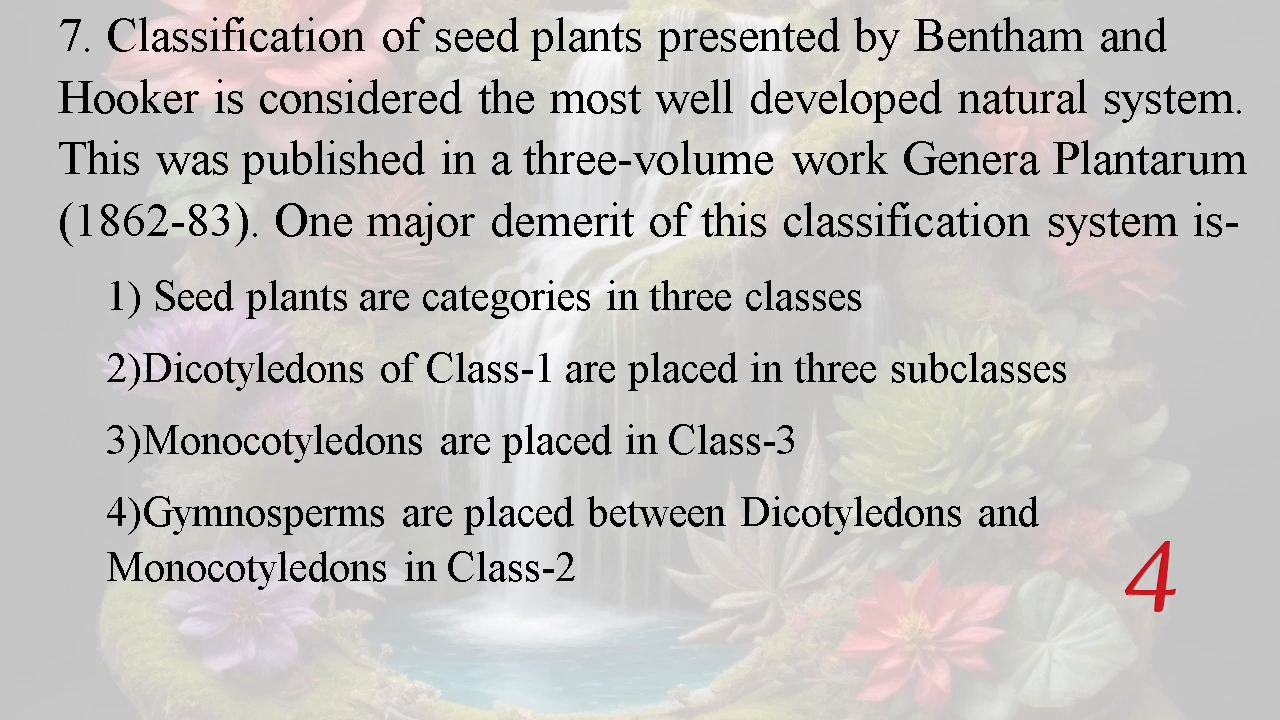 7. Classification of seed plants presented by Bentham and
Hooker is considered the most well developed natural system.
This was published in a three-volume work Genera Plantarum
(1862-83). One major demerit of this classification system is-
1) Seed plants are categories in three classes
2)Dicotyledons of Class-1 are placed in three subclasses
3)Monocotyledons are placed in Class-3
4)Gymnosperms are placed between Dicotyledons and
Monocotyledons in Class-2
4